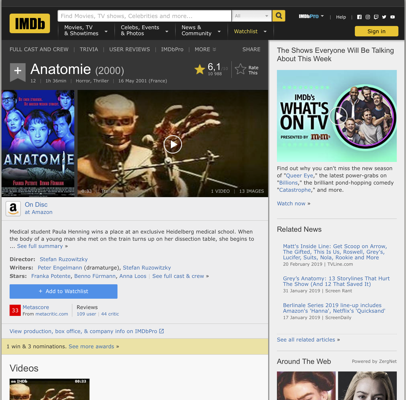 IMDb
Find Movies, TV shows, Celebrities and more...
All
IMDbPro
Help
Movies, TV & Showtimes
Celebs, Events & Photos
News & Community
Watchlist
Sign in
FULL CAST AND CREW | TRIVIA | USER REVIEWS | IMDbPro | MORE
SHARE
Anatomie (2000)
12 | 1h 36min | Horror, Thriller | 16 May 2001 (France)
6,1
Rate This
ANATOMIE
FRANKA POTENTE BENNO FÜRMANN
1 VIDEO | 13 IMAGES
On Disc
at Amazon
Medical student Paula Henning wins a place at an exclusive Heidelberg medical school. When
the body of a young man she met on the train turns up on her dissection table, she begins to
... See full summary »
Director: Stefan Ruzowitzky
Writers: Peter Engelmann (dramaturge), Stefan Ruzowitzky
Stars: Franka Potente, Benno Fürmann, Anna Loos | See full cast & crew »
+ Add to Watchlist
33
Metascore
From metacritic.com
Reviews
109 user | 44 critic
View production, box office, & company info on IMDbPro
1 win & 3 nominations. See more awards »
Videos
The Shows Everyone Will Be Talking
About This Week
IMDb's
WHAT'S
ON TV
PRESENTED BY
Find out why you can't miss the new season
of "Queer Eye," the latest power-grabs on
"Billions," the brilliant pond-hopping comedy
"Catastrophe," and more.
Watch now »
Related News
Matt's Inside Line: Get Scoop on Arrow,
The Gifted, This Is Us, Roswell, Grey's,
Lucifer, Suits, Nola, Rookie and More
20 February 2019 | TVLine.com
Grey's Anatomy: 13 Storylines That Hurt
The Show (And 12 That Saved It)
31 January 2019 | Screen Rant
Berlinale Series 2019 line-up includes
Amazon's 'Hanna', Netflix's 'Quicksand'
17 January 2019 | ScreenDaily
See all related articles »
Around The Web
Powered by ZergNet